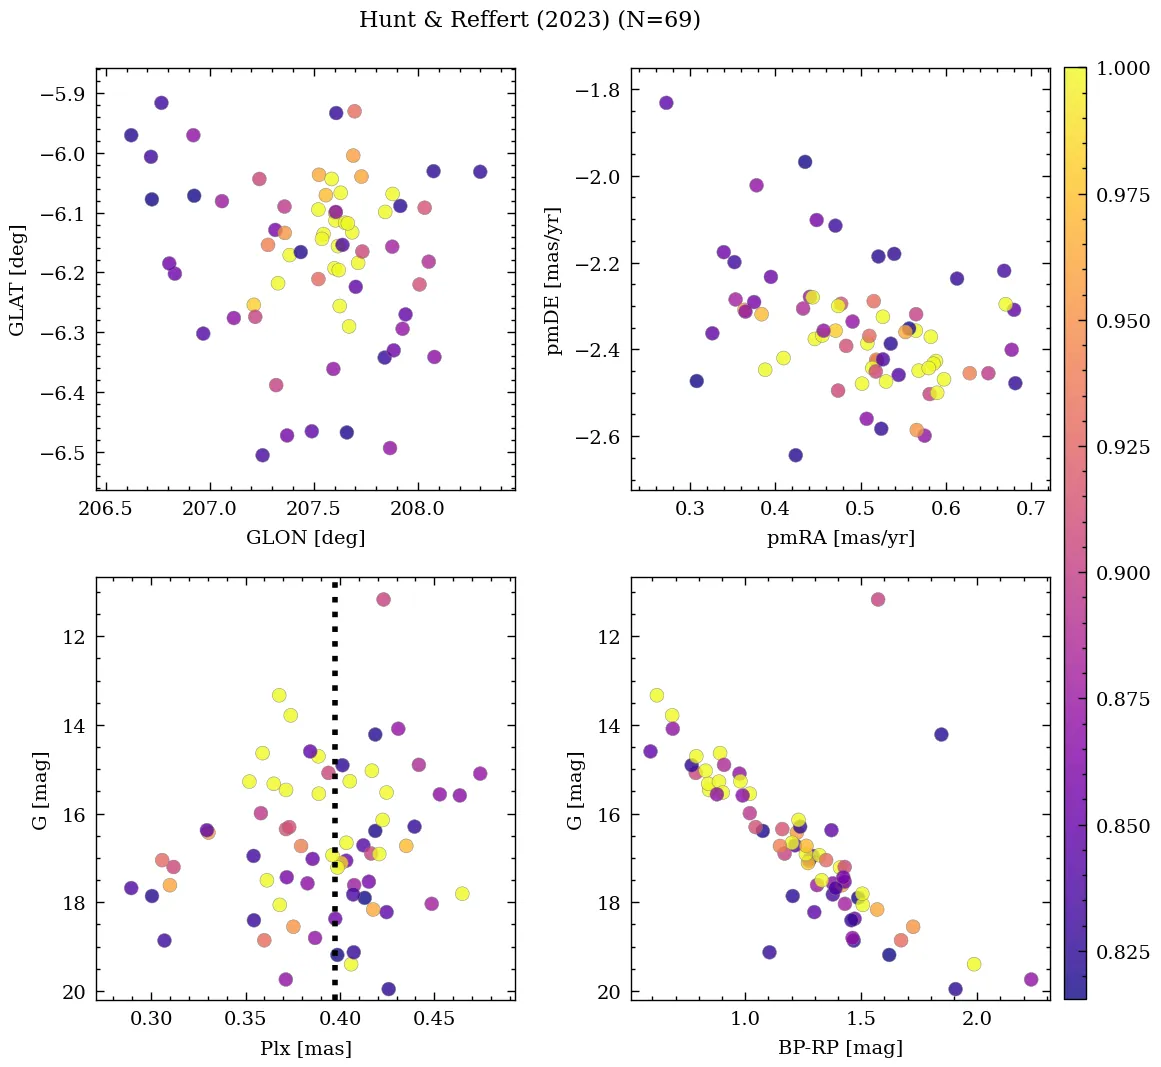 Hunt & Reffert (2023) (N=69)
−5.9
−6.0
−6.1
−6.2
−6.3
−6.4
−6.5
GLAT [deg]
206.5 207.0 207.5 208.0
GLON [deg]
−1.8
−2.0
−2.2
−2.4
−2.6
pmDE [mas/yr]
0.3 0.4 0.5 0.6 0.7
pmRA [mas/yr]
12
14
16
18
20
G [mag]
0.30 0.35 0.40 0.45
Plx [mas]
12
14
16
18
20
G [mag]
1.0 1.5 2.0
BP-RP [mag]
1.000
0.975
0.950
0.925
0.900
0.875
0.850
0.825